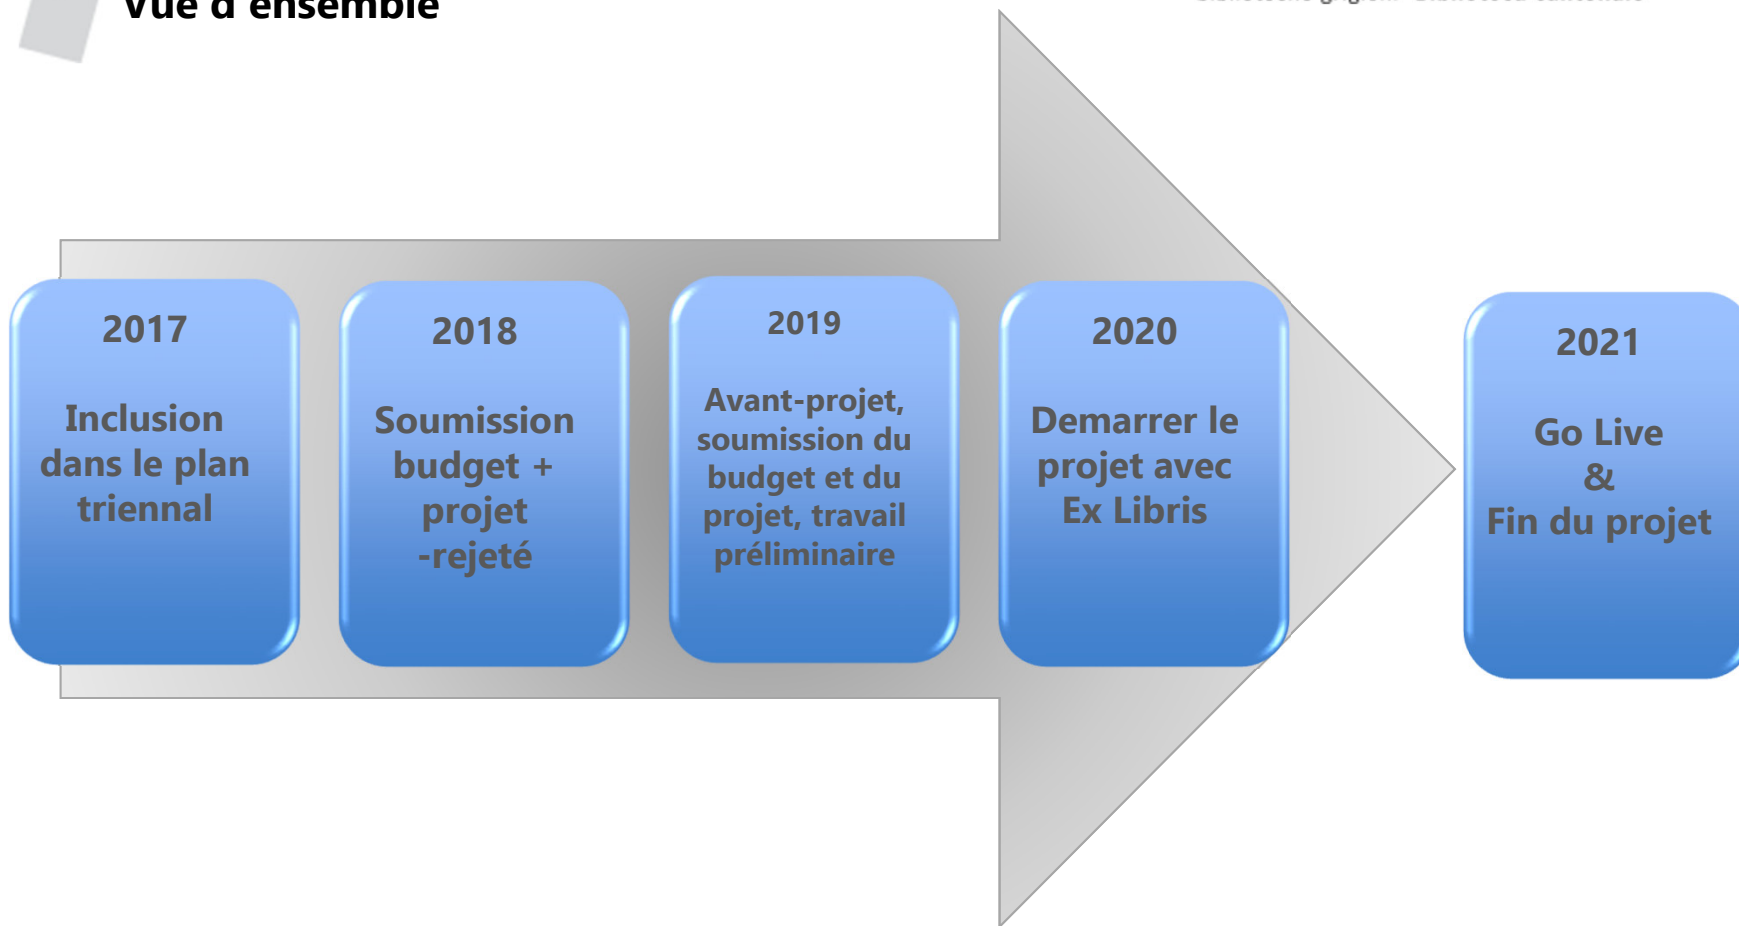 Vue d'ensemble
2017
Inclusion
dans le plan
triennal
2018
Soumission
budget +
projet
-rejeté
2019
Avant-projet,
soumission du
budget et du
projet, travail
préliminaire
2020
Demarrer le
projet avec
Ex Libris
2021
Go Live
&
Fin du projet